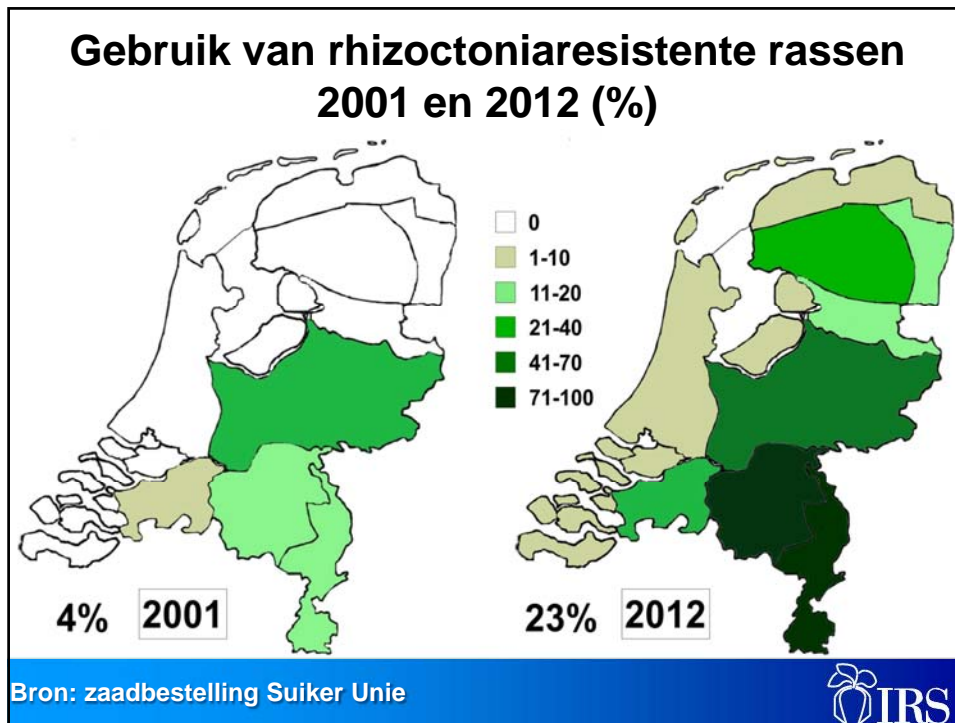 Gebruik van rhizoctoniaresistente rassen
2001 en 2012 (%)
0
1-10
11-20
21-40
41-70
71-100
4% 2001
23% 2012
Bron: zaadbestelling Suiker Unie
IRS